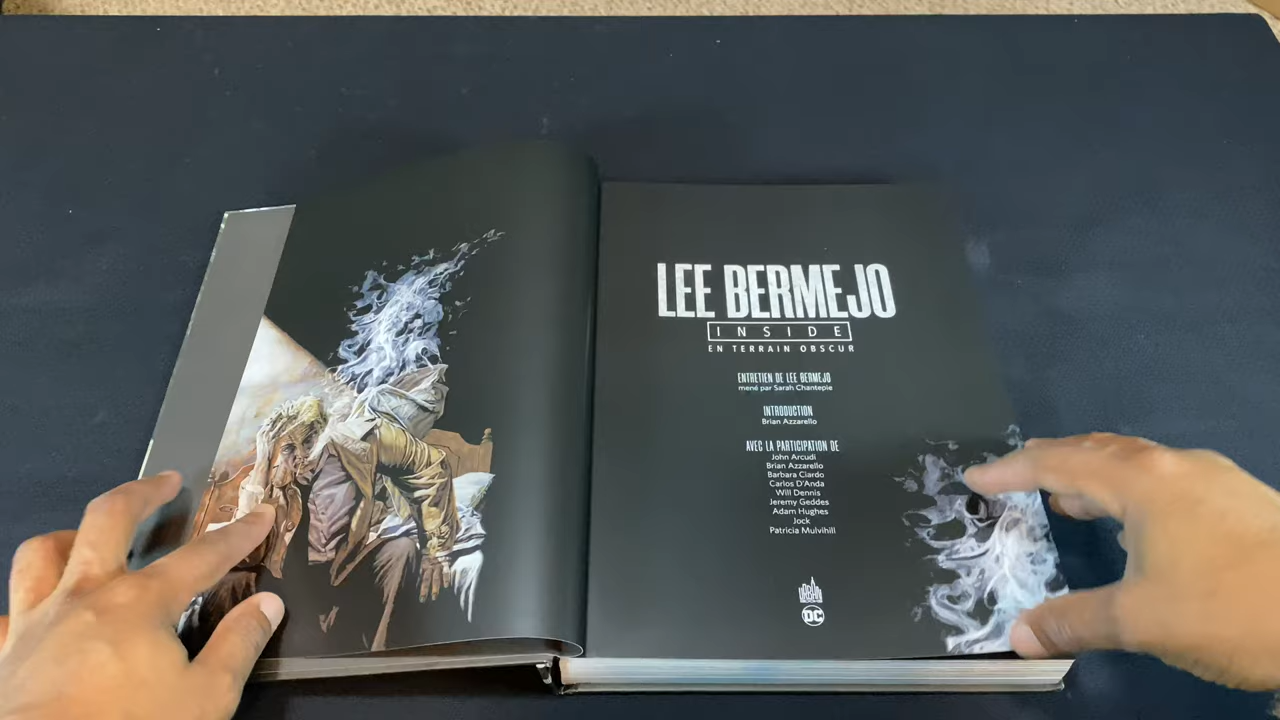 LEE BERMEJO
INSIDE
EN TERRAIN OBSCUR
ENTRETIEN DE LEE BERMEJO
mené par Sarah Chantepie
INTRODUCTION
Brian Azzarello
AVEC LA PARTICIPATION DE
John Arcudi
Brian Azzarello
Barbara Ciardo
Carlos D'Anda
Will Dennis
Jeremy Geddes
Adam Hughes
Jock
Patricia Mulvihill
URBAN
DC